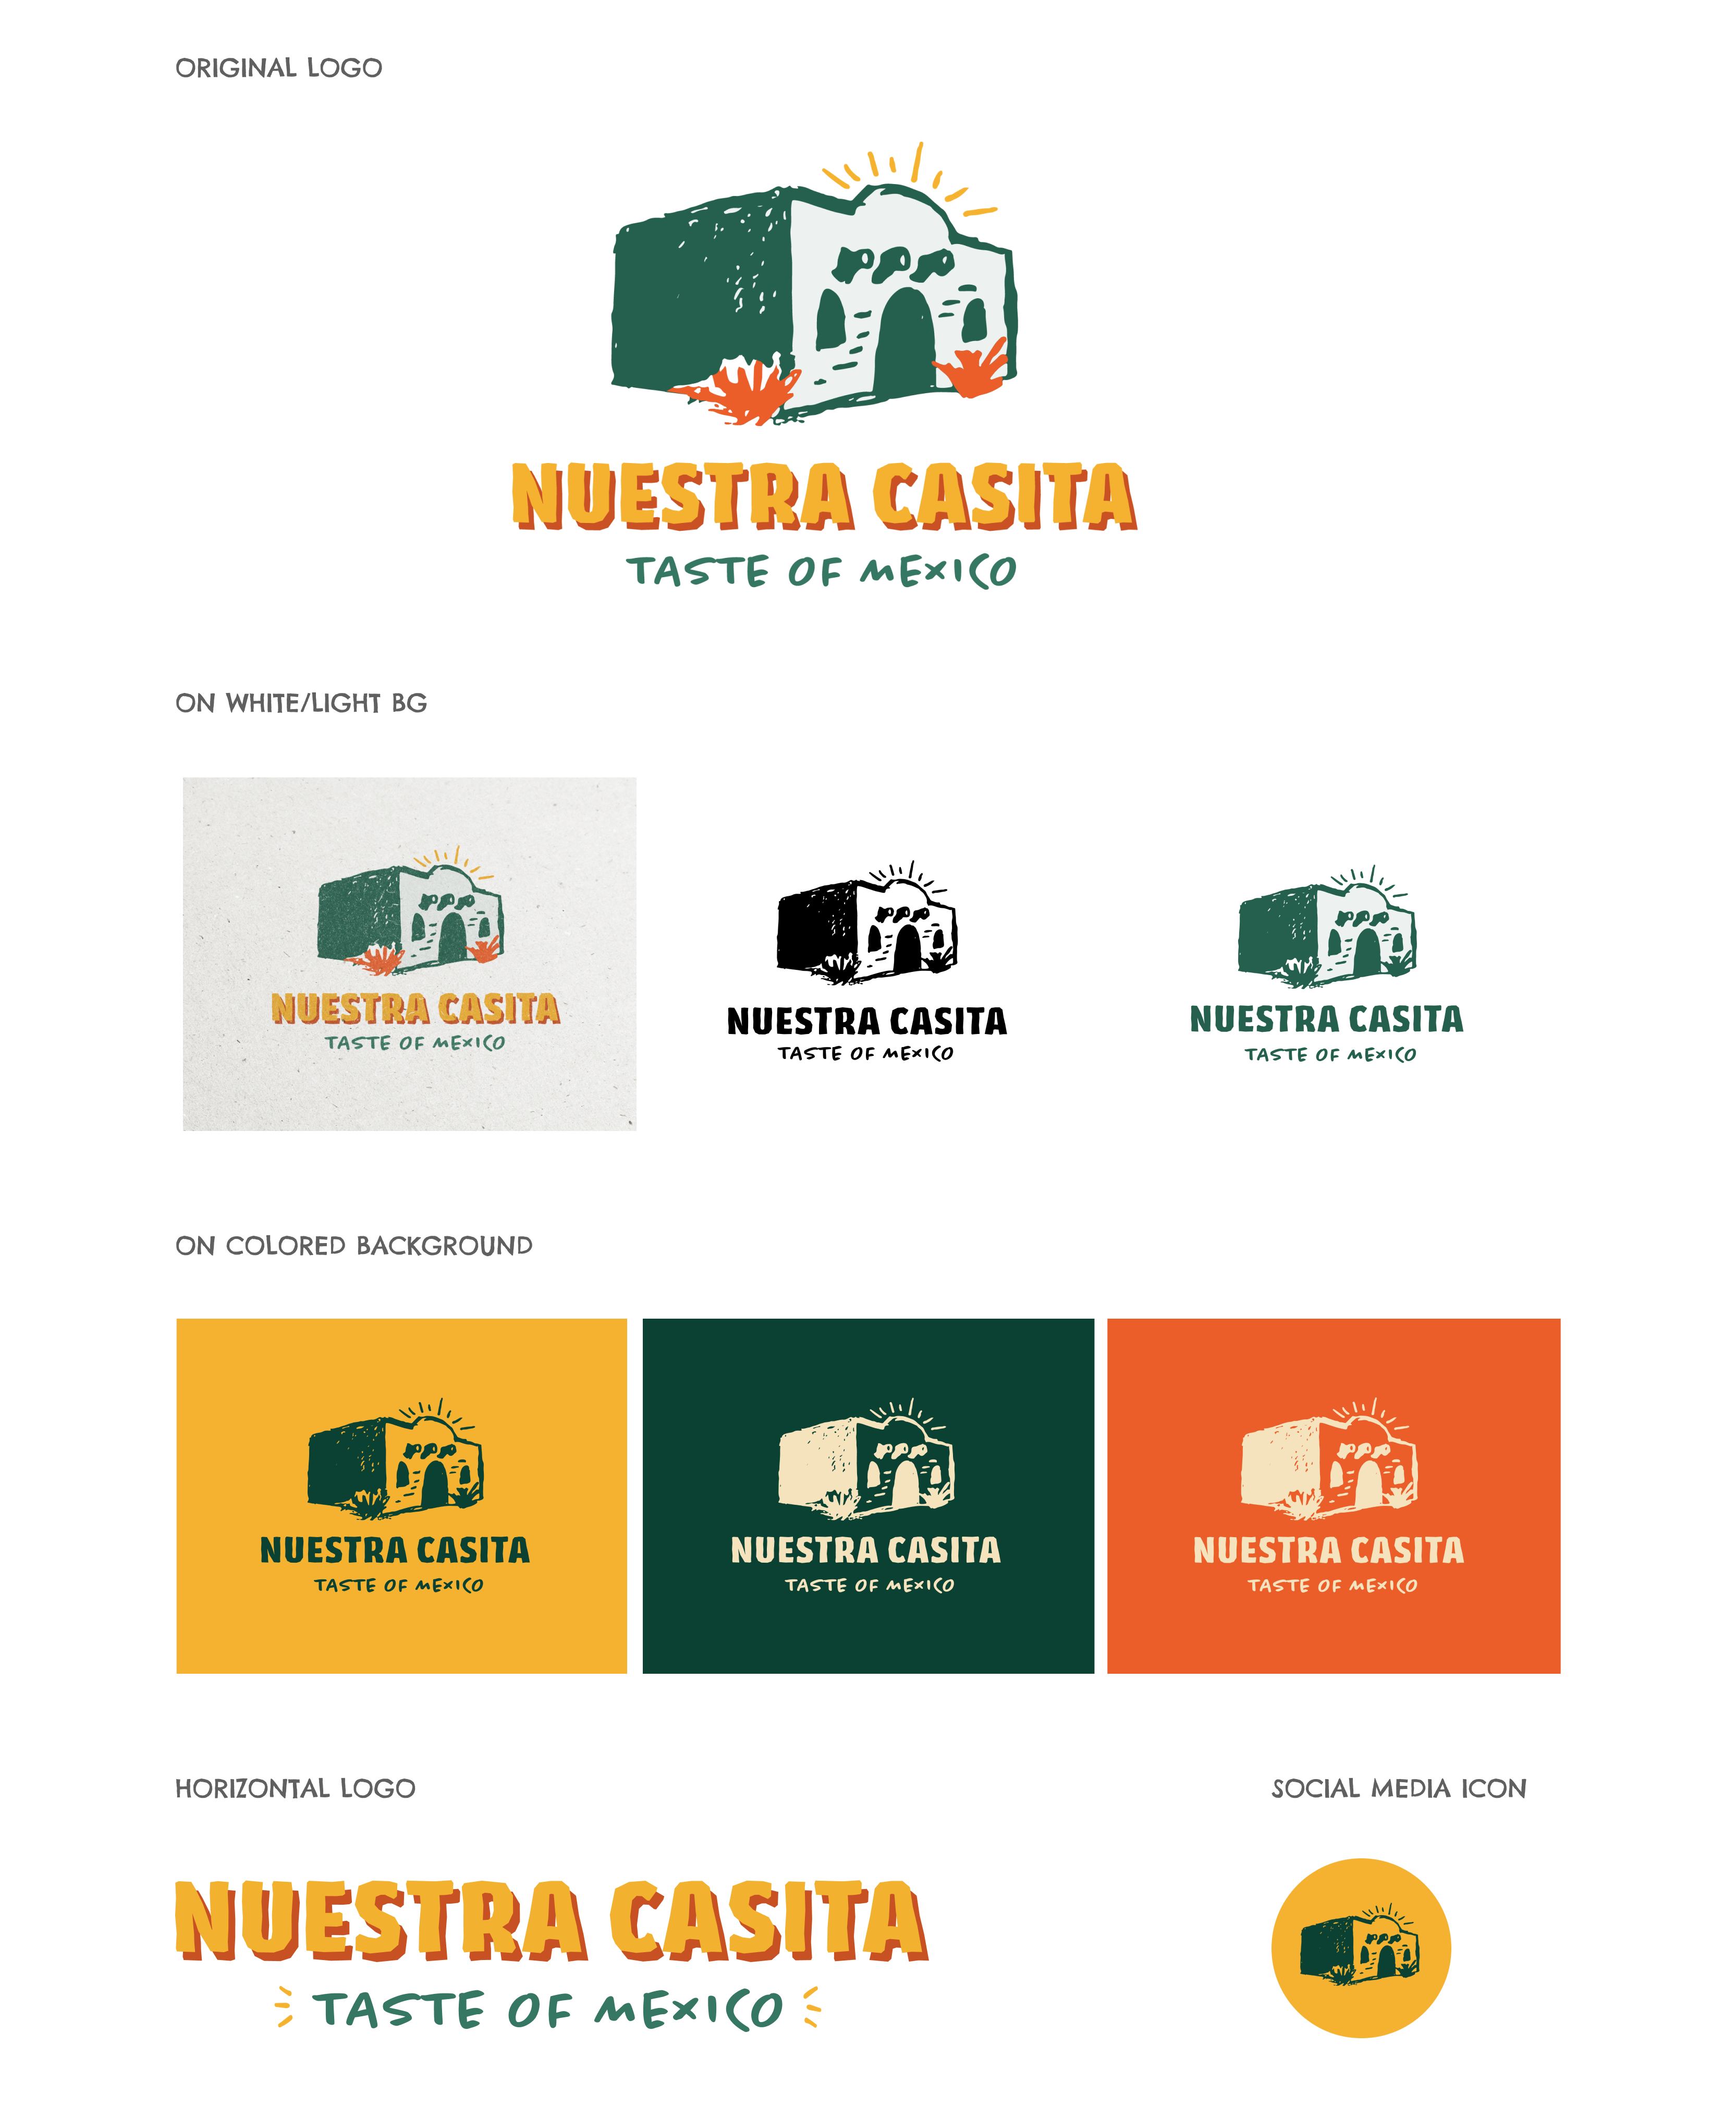 ORIGINAL LOGO
NUESTRA CASITA
TASTE OF MEXICO
ON WHITE/LIGHT BG
NUESTRA CASITA
TASTE OF MEXICO
NUESTRA CASITA
TASTE OF MEXICO
NUESTRA CASITA
TASTE OF MEXICO
ON COLORED BACKGROUND
NUESTRA CASITA
TASTE OF MEXICO
NUESTRA CASITA
TASTE OF MEXICO
NUESTRA CASITA
TASTE OF MEXICO
HORIZONTAL LOGO
NUESTRA CASITA
TASTE OF MEXICO
SOCIAL MEDIA ICON